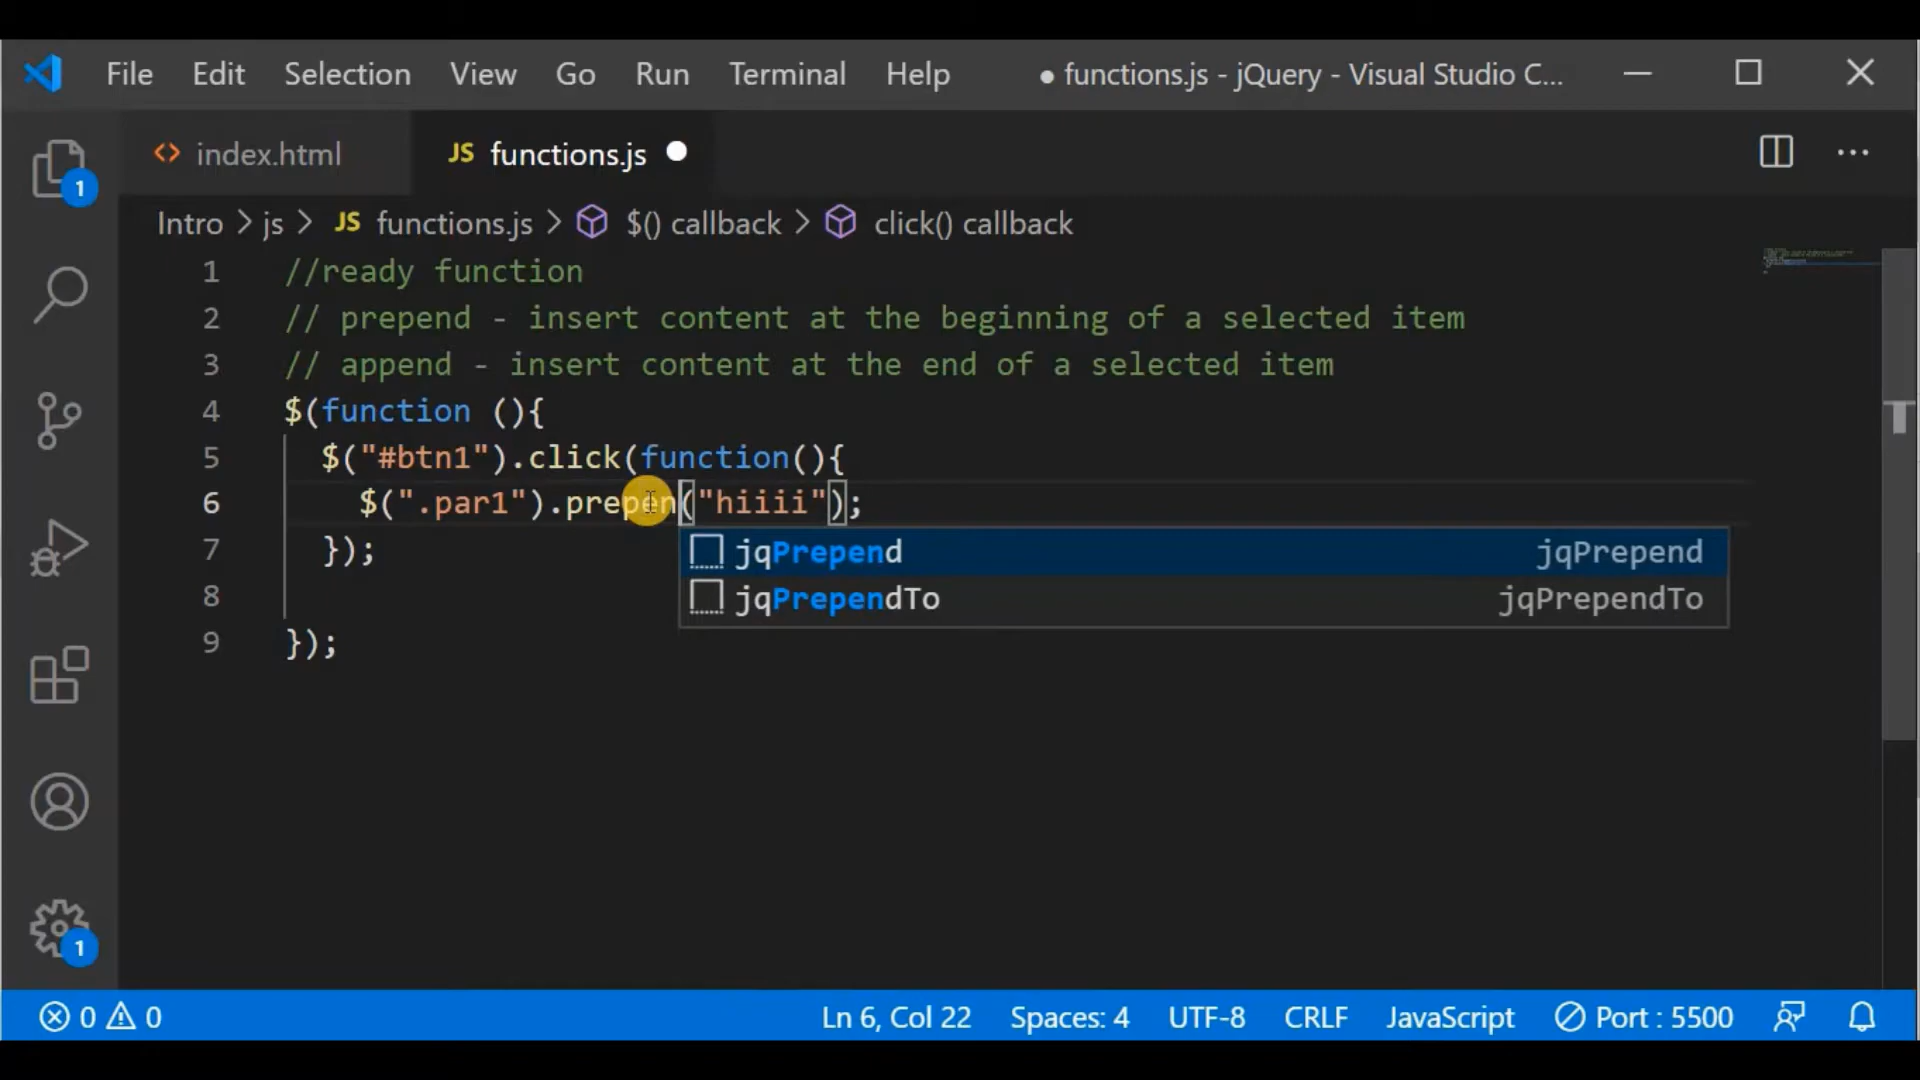 File Edit Selection View Go Run Terminal Help ● functions.js - jQuery - Visual Studio C...
<> index.html JS functions.js ●
Intro > js > JS functions.js > $() callback > click() callback
1 //ready function
2 // prepend - insert content at the beginning of a selected item
3 // append - insert content at the end of a selected item
4 $(function (){
5 $("#btn1").click(function(){
6 $(".par1").prepen("hiiii");
7 });
jqPrepend jqPrepend
8
jqPrependTo jqPrependTo
9 });
1
1
0 0 Ln 6, Col 22 Spaces: 4 UTF-8 CRLF JavaScript Port : 5500